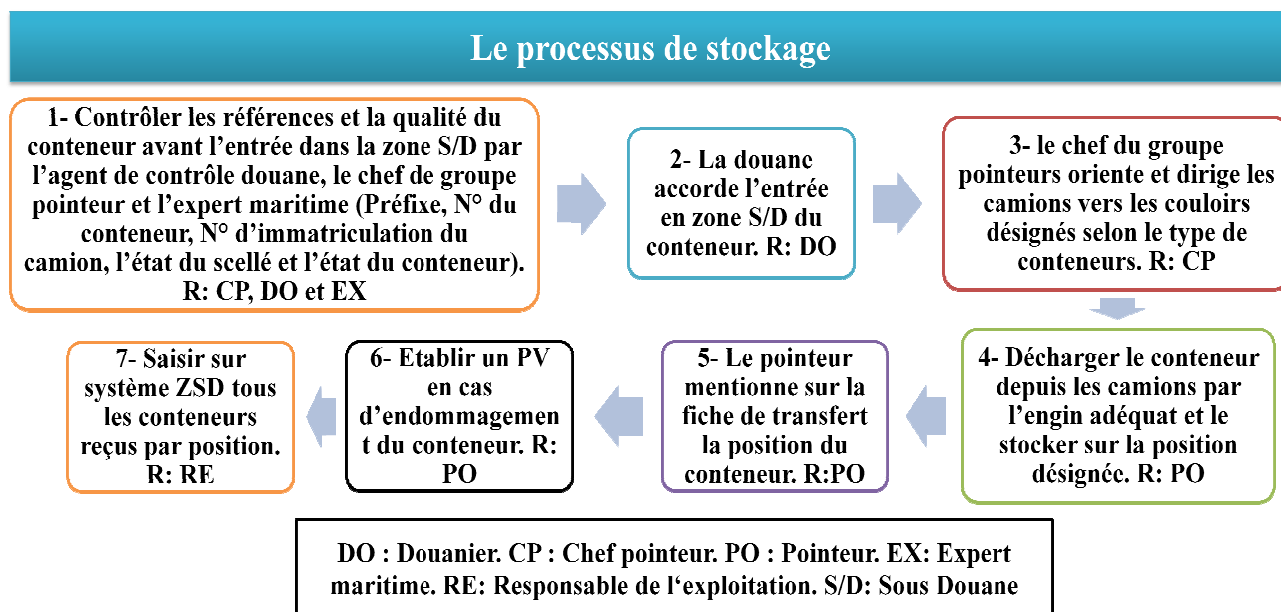 Le processus de stockage
1- Contrôler les références et la qualité du
conteneur avant l’entrée dans la zone S/D par
l’agent de contrôle douane, le chef de groupe
pointeur et l’expert maritime (Préfixe, N° du
conteneur, N° d’immatriculation du
camion, l’état du scellé et l’état du conteneur).
R: CP, DO et EX
2- La douane
accorde l’entrée
en zone S/D du
conteneur. R: DO
3- le chef du groupe
pointeurs oriente et dirige les
camions vers les couloirs
désignés selon le type de
conteneurs. R: CP
4- Décharger le conteneur
depuis les camions par
l’engin adéquat et le
stocker sur la position
désignée. R: PO
5- Le pointeur
mentionne sur la
fiche de transfert
la position du
conteneur. R:PO
6- Etablir un PV
en cas
d’endommagemen
t du conteneur. R:
PO
7- Saisir sur
système ZSD tous
les conteneurs
reçus par position.
R: RE
DO : Douanier. CP : Chef pointeur. PO : Pointeur. EX: Expert
maritime. RE: Responsable de l‘exploitation. S/D: Sous Douane